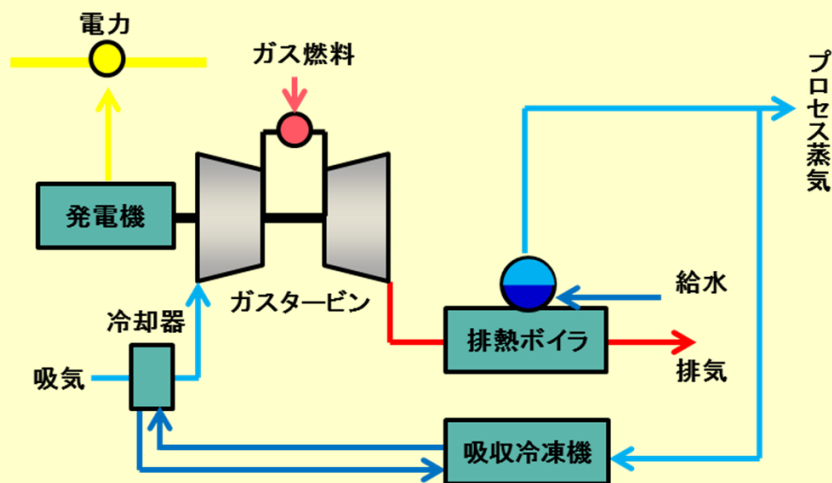 電力
ガス燃料
プロセス蒸気
発電機
ガスタービン
給水
冷却器
排熱ボイラ
吸気
排気
吸収冷凍機